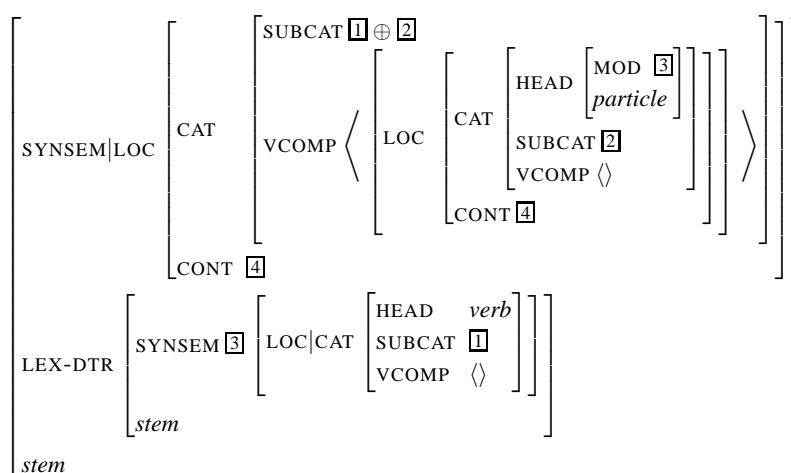 SUBCAT 1 ⊕ 2
MOD 3
HEAD
particle
CAT
CAT
LOC
SUBCAT 2
SYNSEM|LOC
VCOMP ⟨ ⟩
VCOMP ⟨⟩
CONT 4
CONT 4
HEAD verb
SYNSEM 3 LOC|CAT SUBCAT 1
LEX-DTR
VCOMP ⟨⟩
stem
stem